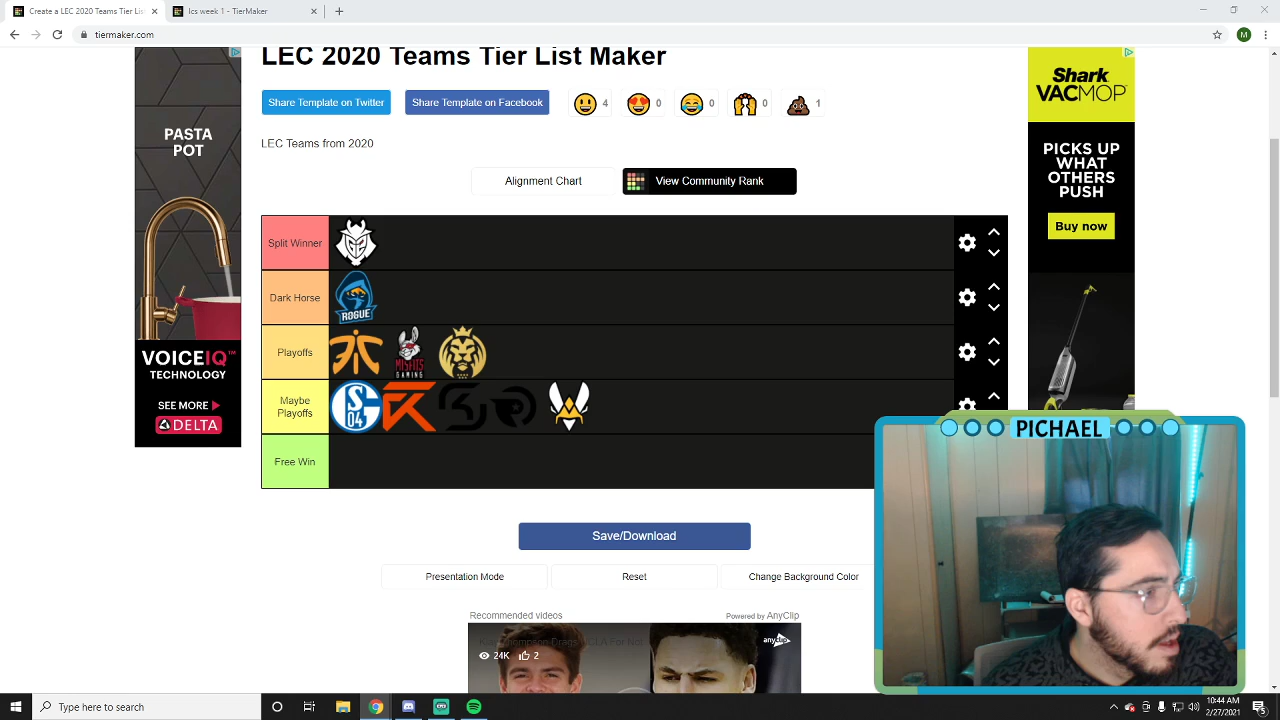 Create a LEC 2020 Teams Tier List
lcs week 1 - TierMaker
tiermaker.com
M
LEC 2020 Teams Tier List Maker
Share Template on Twitter
Share Template on Facebook
4
0
0
0
1
LEC Teams from 2020
Alignment Chart
View Community Rank
Split Winner
Dark Horse
ROGUE
Playoffs
MISFITS
GAMING
Maybe
Playoffs
S
04
Free Win
Save/Download
Presentation Mode
Reset
Change Background Color
Recommended videos
Powered by AnyClip
24K
2
anyclip
PASTA
POT
VOICEIQ™
TECHNOLOGY
SEE MORE
DELTA
Shark
VACMOP™
PICKS UP
WHAT
OTHERS
PUSH
Buy now
PICHAEL
Type here to search
10:44 AM
2/27/2021